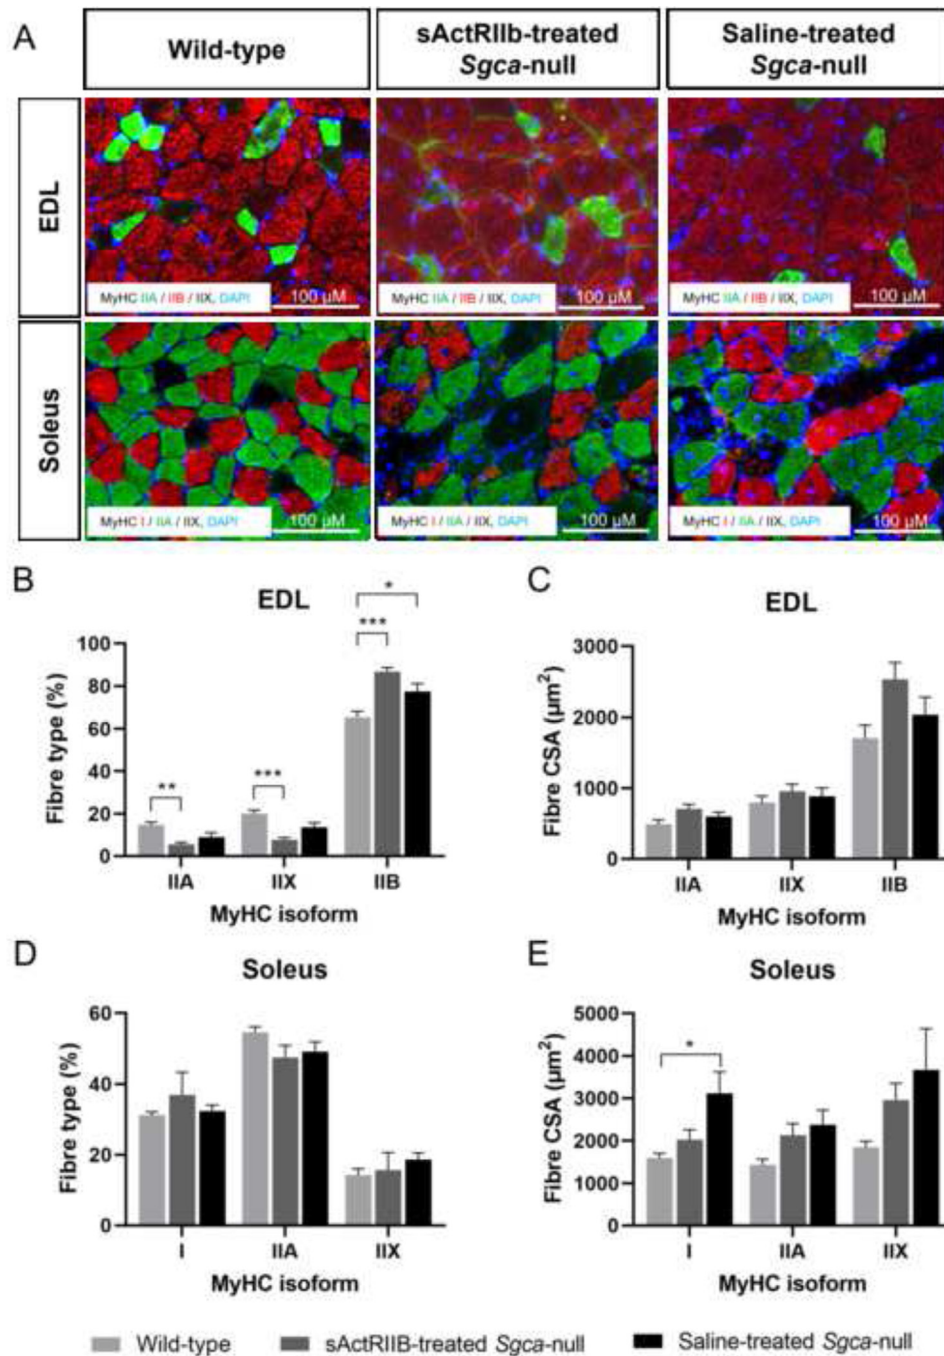 A
Wild-type
sActRIIb-treated
Sgca-null
Saline-treated
Sgca-null
EDL
MyHC IIA / IIB / IIX, DAPI
100 µM
MyHC IIA / IIB / IIX, DAPI
100 µM
MyHC IIA / IIB / IIX, DAPI
100 µM
Soleus
MyHC I / IIA / IIX, DAPI
100 µM
MyHC I / IIA / IIX, DAPI
100 µM
MyHC I / IIA / IIX, DAPI
100 µM
B
EDL
Fibre type (%)
100
80
60
40
20
0
**
***
***
*
IIA
IIX
IIB
MyHC isoform
C
EDL
Fibre CSA (µm²)
3000
2000
1000
0
IIA
IIX
IIB
MyHC isoform
D
Soleus
Fibre type (%)
60
40
20
0
I
IIA
IIX
MyHC isoform
E
Soleus
Fibre CSA (µm²)
5000
4000
3000
2000
1000
0
*
I
IIA
IIX
MyHC isoform
Wild-type
sActRIIB-treated Sgca-null
Saline-treated Sgca-null